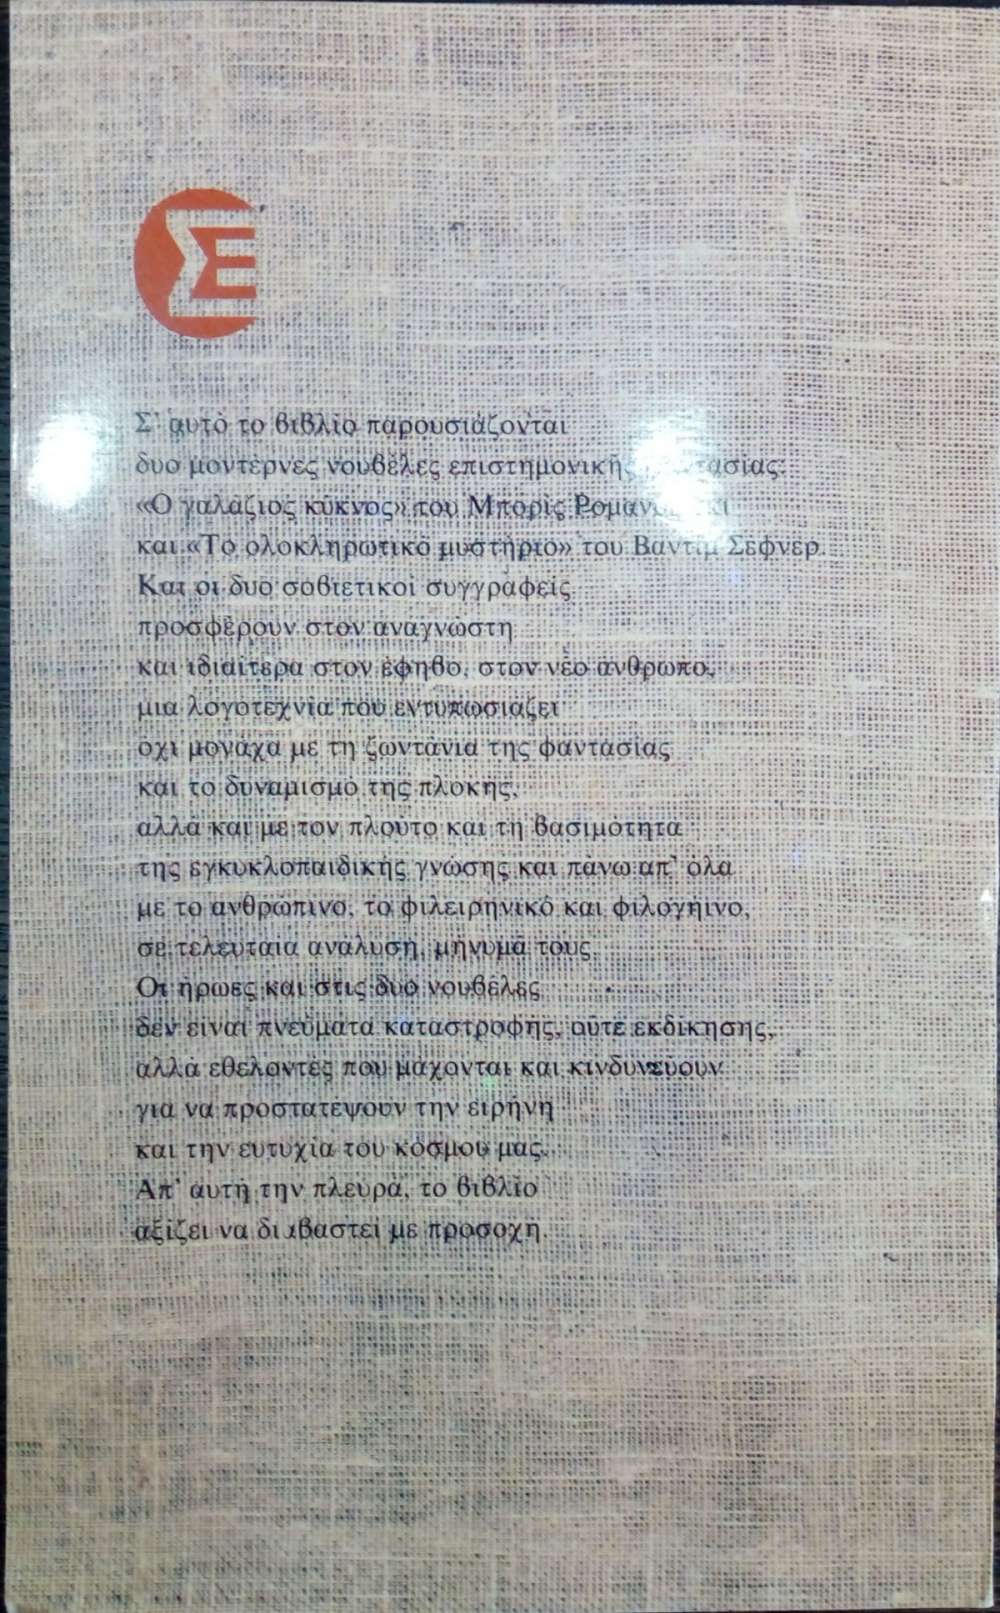 Σ
Σ' αυτό το βιβλίο παρουσιάζονται
δυο μοντέρνες νουβέλες επιστημονικής
«Ο γαλάζιος κύκνος» του Μπορίς
και «Το ολοκληρωτικό μυστήριο» του Βαντίμ Σέφνερ.
Και οι δυο σοβιετικοί συγγραφείς
προσφέρουν στον αναγνώστη
και ιδιαίτερα στον έφηβο, στον νέο άνθρωπο,
μια λογοτεχνία που εντυπωσιάζει
όχι μονάχα με τη ζωντάνια της φαντασίας
και το δυναμισμό της πλοκής,
αλλά και με τον πλούτο και τη βασιμότητα
της εγκυκλοπαιδικής γνώσης και πάνω απ' όλα
με το ανθρώπινο, το φιλειρηνικό και φιλογήινο,
σε τελευταία ανάλυση, μήνυμά τους.
Οι ήρωες και στις δυο νουβέλες
δεν είναι πνεύματα καταστροφής, ούτε εκδίκησης,
αλλά εθελοντές που μάχονται και κινδυνεύουν
για να προστατέψουν την ειρήνη
και την ευτυχία του κόσμου μας.
Απ' αυτή την πλευρά, το βιβλίο
αξίζει να διαβαστεί με προσοχή.